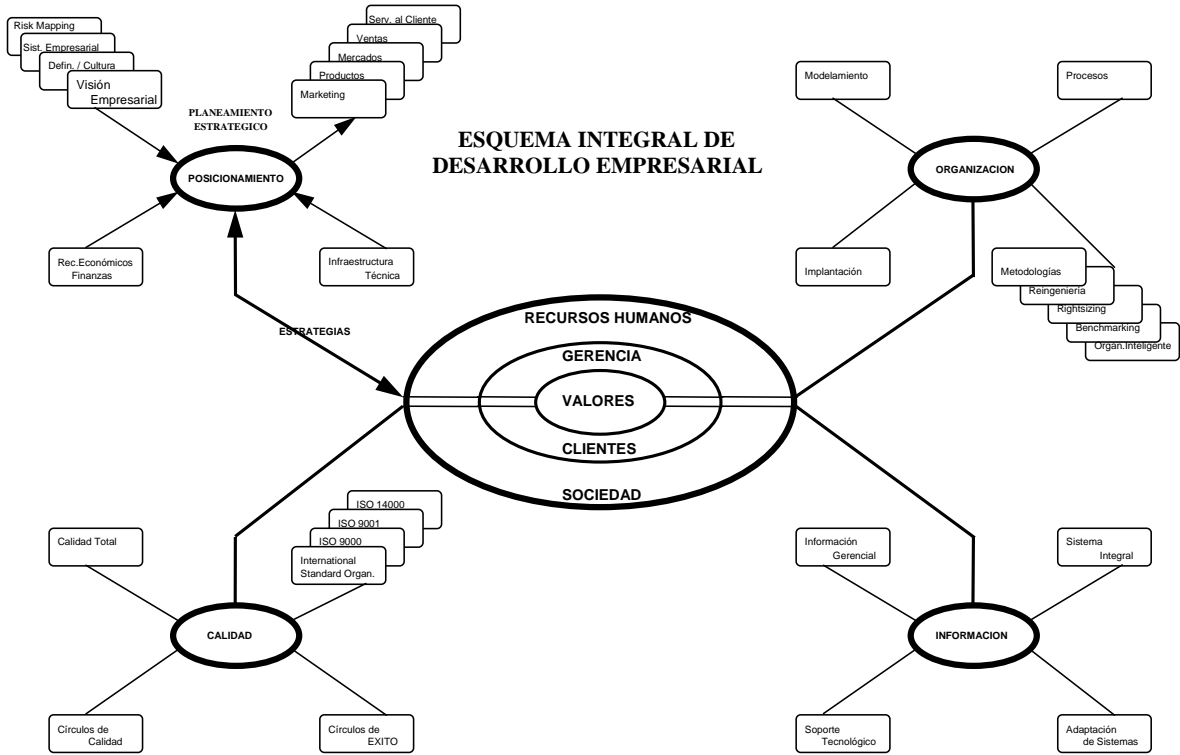 Risk Mapping
Sist. Empresarial
Defin. / Cultura
Visión
Empresarial
Serv. al Cliente
Ventas
Mercados
Productos
Marketing
PLANEAMIENTO
ESTRATEGICO
POSICIONAMIENTO
Rec.Económicos
Finanzas
Infraestructura
Técnica
ESQUEMA INTEGRAL DE
DESARROLLO EMPRESARIAL
Modelamiento
Procesos
ORGANIZACION
Implantación
Metodologías
Reingeniería
Rightsizing
Benchmarking
Organ.Inteligente
ESTRATEGIAS
RECURSOS HUMANOS
GERENCIA
VALORES
CLIENTES
SOCIEDAD
Calidad Total
ISO 14000
ISO 9001
ISO 9000
International
Standard Organ.
CALIDAD
Círculos de
Calidad
Círculos de
EXITO
Información
Gerencial
Sistema
Integral
INFORMACION
Soporte
Tecnológico
Adaptación
de Sistemas